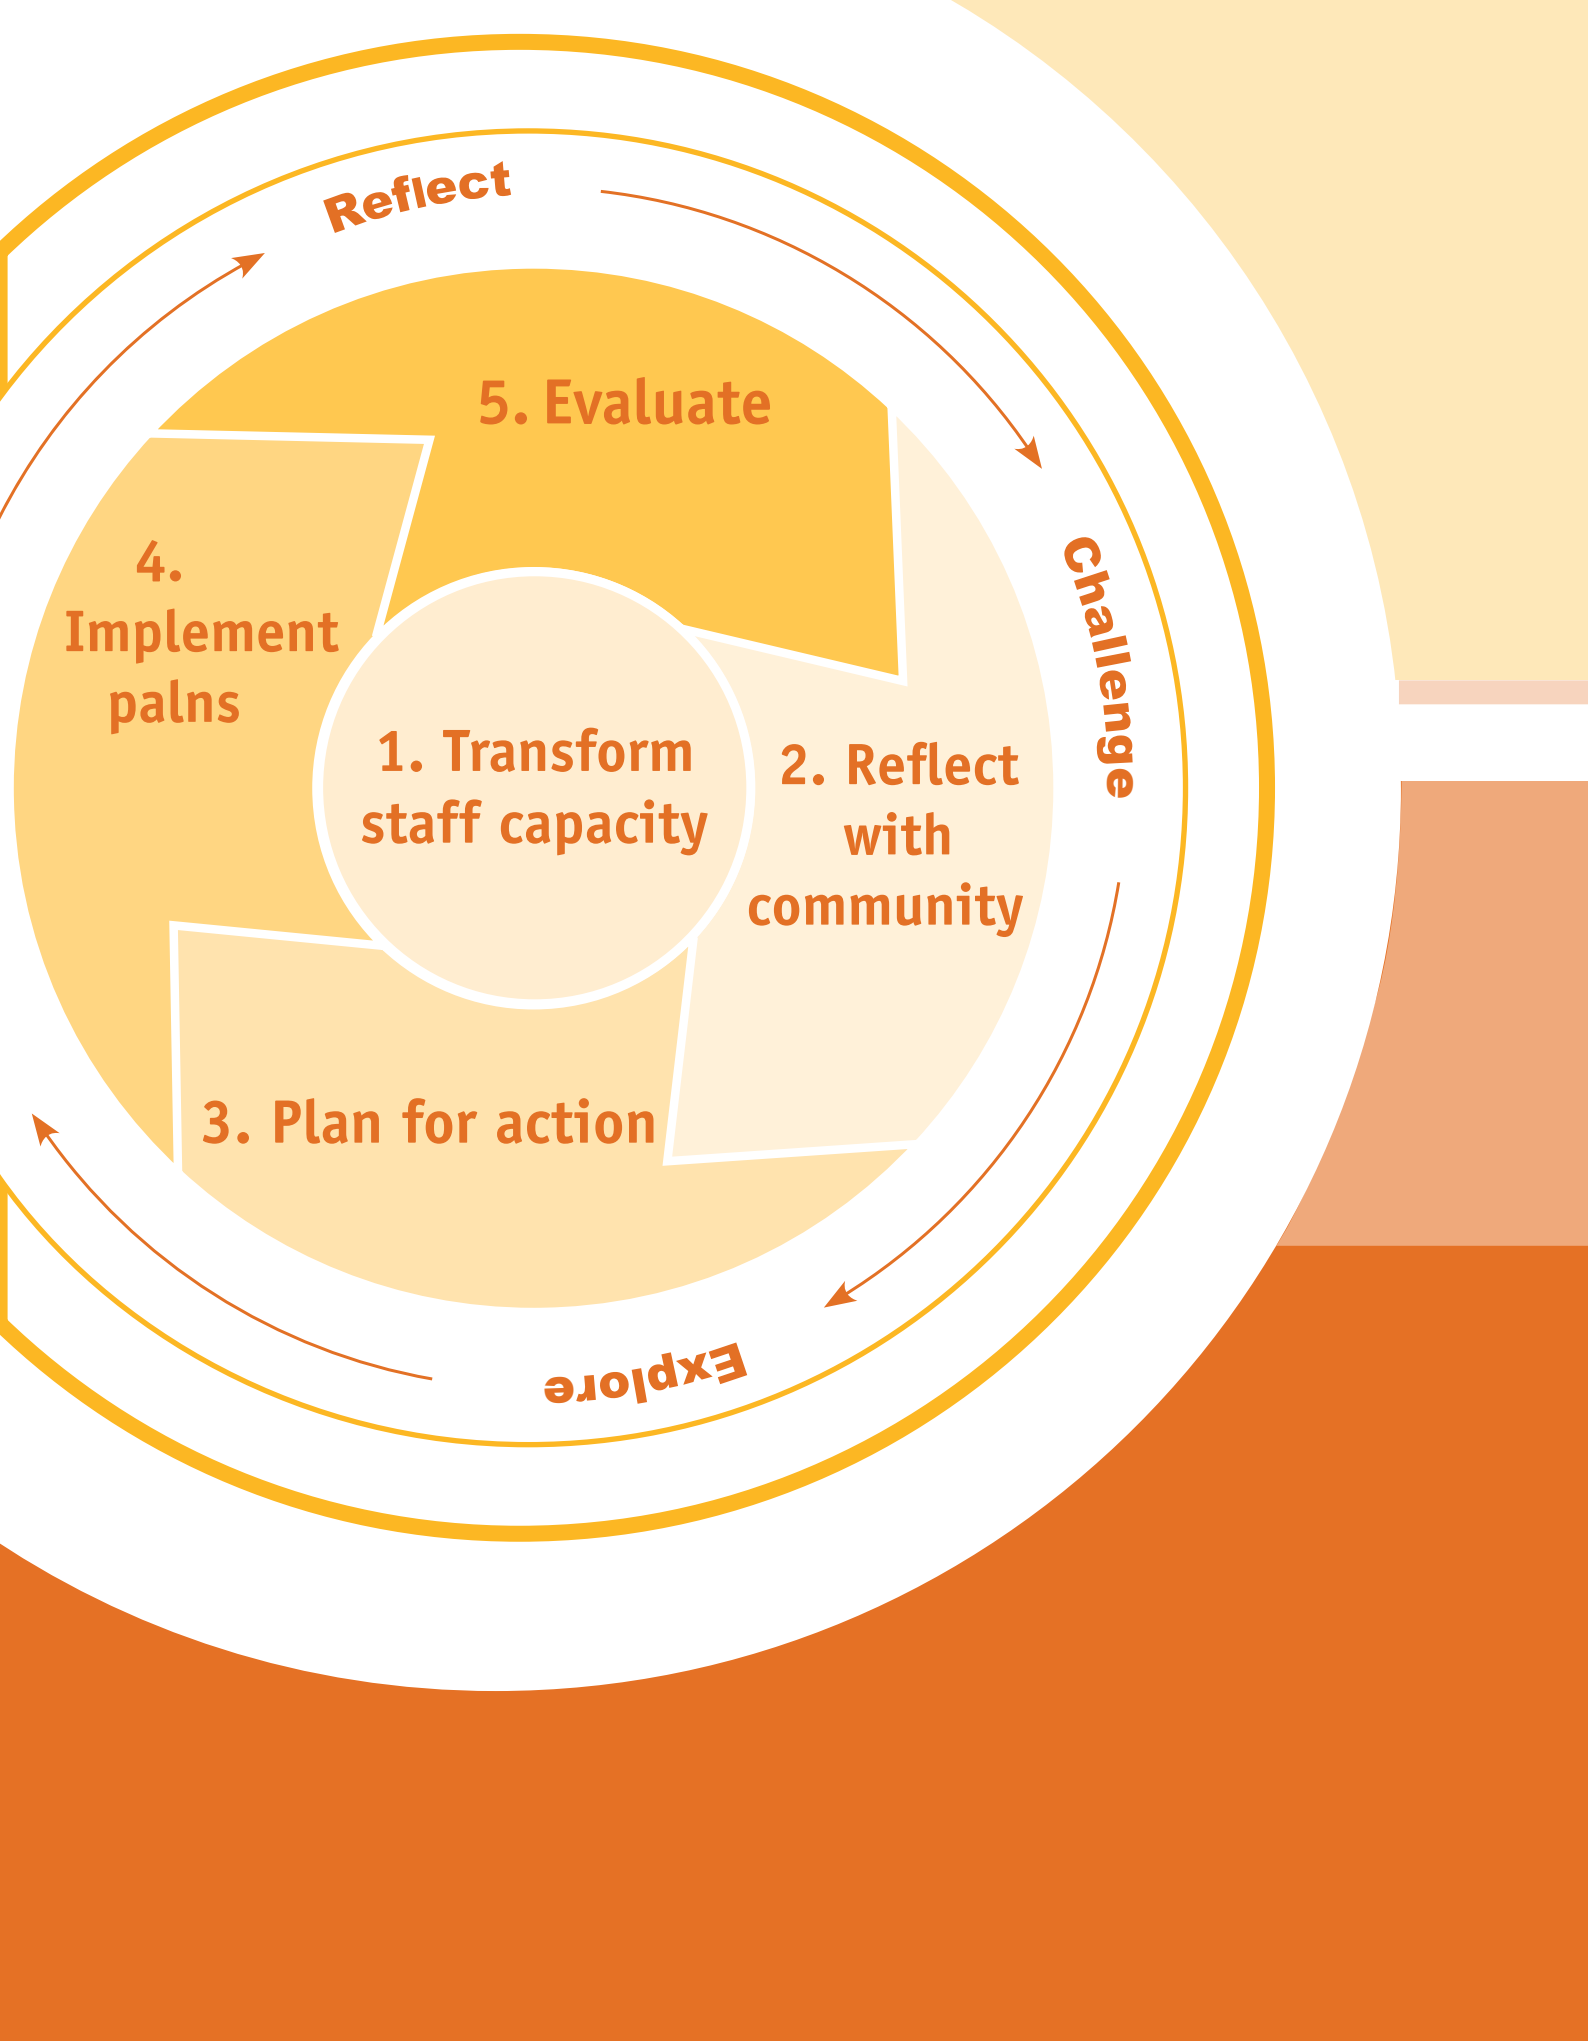 Reflect
5. Evaluate
Challenge
4.
Implement
palns
1. Transform
staff capacity
2. Reflect
with
community
3. Plan for action
Explore